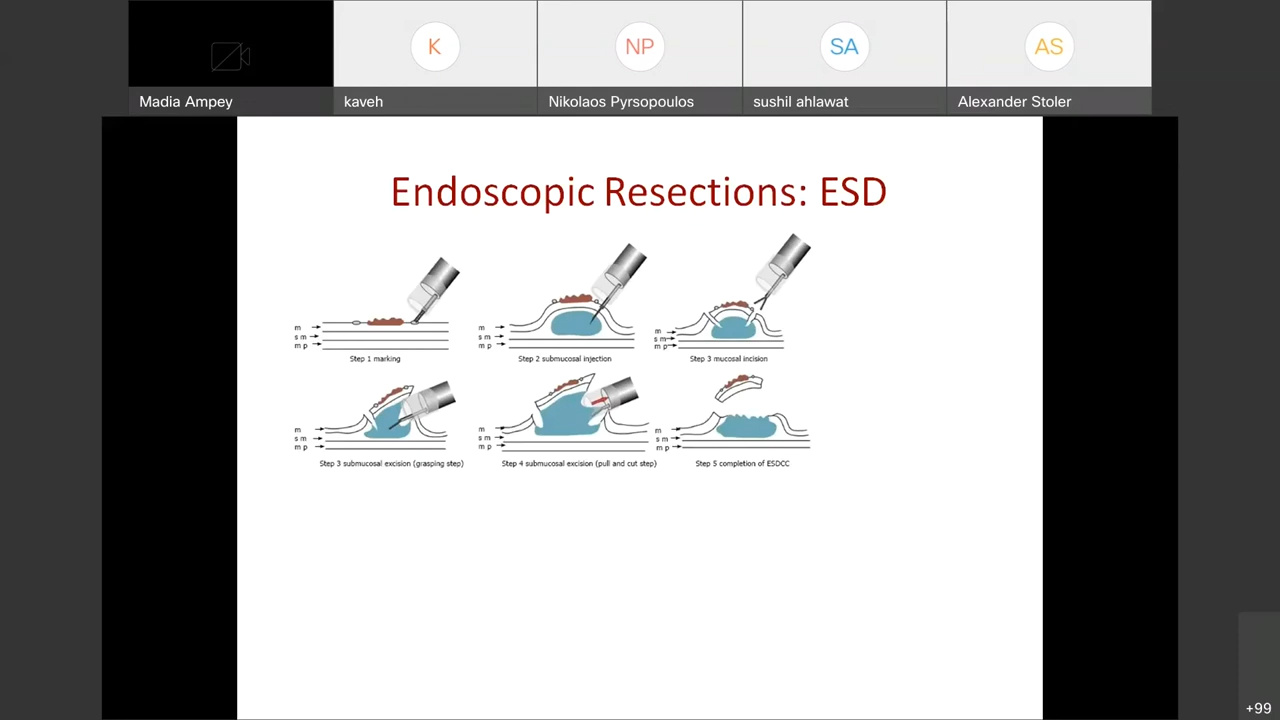 K
NP
SA
AS
Madia Ampey
kaveh
Nikolaos Pyrsopoulos
sushil ahlawat
Alexander Stoler
Endoscopic Resections: ESD
m
s m
m p
Step 1 marking
m
s m
m p
Step 2 submucosal injection
m
s m
m p
Step 3 mucosal incision
m
s m
m p
Step 3 submucosal excision (grasping step)
m
s m
m p
Step 4 submucosal excision (pull and cut step)
m
s m
m p
Step 5 completion of ESDCC
+99